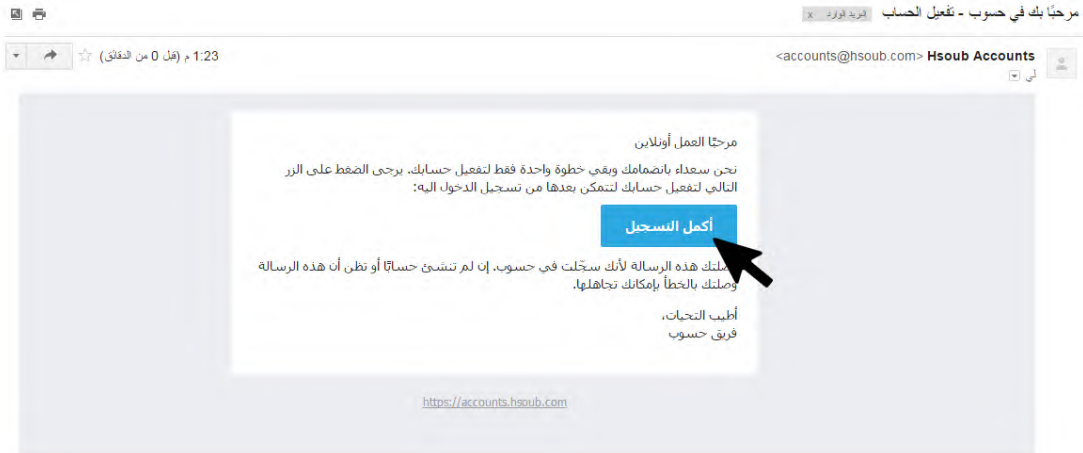 مرحبًا بك في حسوب - تفعيل الحساب البريد الوارد x
Hsoub Accounts <accounts@hsoub.com>
1:23 م (قبل 0 من الدقائق)
لي
مرحبًا العمل أونلاين
نحن سعداء بانضمامك وبقي خطوة واحدة فقط لتفعيل حسابك. يرجى الضغط على الزر
التالي لتفعيل حسابك لتتمكن بعدها من تسجيل الدخول اليه:
أكمل التسجيل
هذه الرسالة لأنك سجّلت في حسوب. إن لم تنشئ حسابًا أو تظن أن هذه الرسالة
وصلتك بالخطأ بإمكانك تجاهلها.
أطيب التحيات،
فريق حسوب
https://accounts.hsoub.com